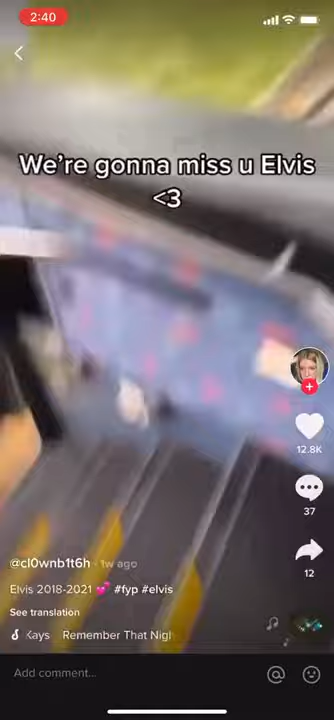 2:40
We're gonna miss u Elvis
<3
12.8K
37
12
@cl0wnb1t6h · 1w ago
Elvis 2018-2021 💕 #fyp #elvis
See translation
Kays Remember That Nigh
Add comment...